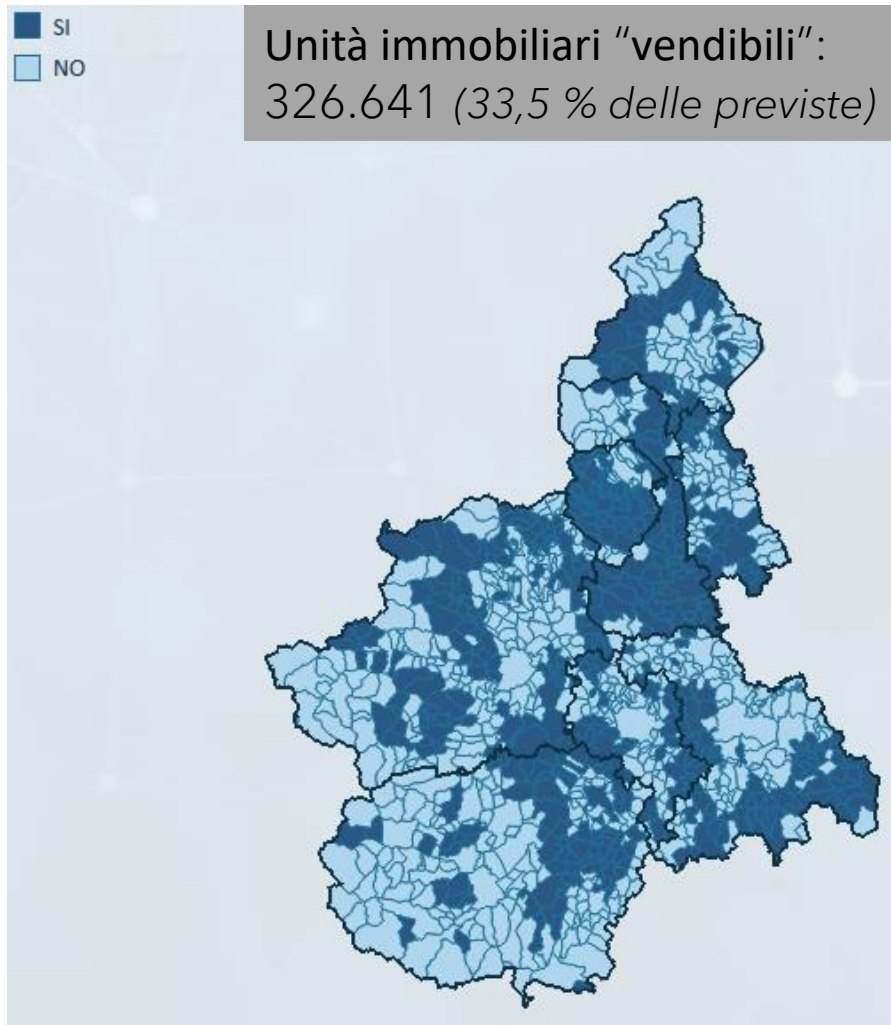 SI
NO
Unità immobiliari “vendibili”:
326.641 (33,5 % delle previste)